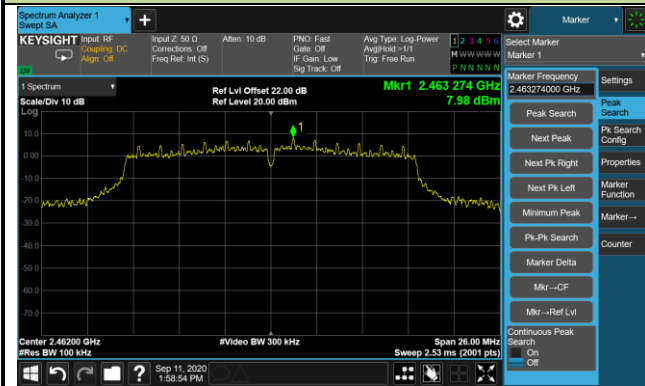 Spectrum Analyzer 1
Swept SA
+
Marker
KEYSIGHT
Input: RF
Coupling: DC
Align: Off
Input Z: 50 Ω
Corrections: Off
Freq Ref: Int (S)
Atten: 10 dB
PNO: Fast
Gate: Off
IF Gain: Low
Sig Track: Off
Avg Type: Log-Power
Avg|Hold:>1/1
Trig: Free Run
1 2 3 4 5 6
M W W W W W
P N N N N N
LW
Select Marker
Marker 1
1 Spectrum
Scale/Div 10 dB
Log
Ref Lvl Offset 22.00 dB
Ref Level 20.00 dBm
Mkr1 2.463 274 GHz
7.98 dBm
1
10.0
0.00
-10.0
-20.0
-30.0
-40.0
-50.0
-60.0
-70.0
Center 2.46200 GHz
#Res BW 100 kHz
#Video BW 300 kHz
Span 26.00 MHz
Sweep 2.53 ms (2001 pts)
Marker Frequency
2.463274000 GHz
Peak Search
Next Peak
Next Pk Right
Next Pk Left
Minimum Peak
Pk-Pk Search
Marker Delta
Mkr→CF
Mkr→Ref Lvl
Continuous Peak
Search
On
Off
Settings
Peak
Search
Pk Search
Config
Properties
Marker
Function
Marker→
Counter
?
Sep 11, 2020
1:58:54 PM